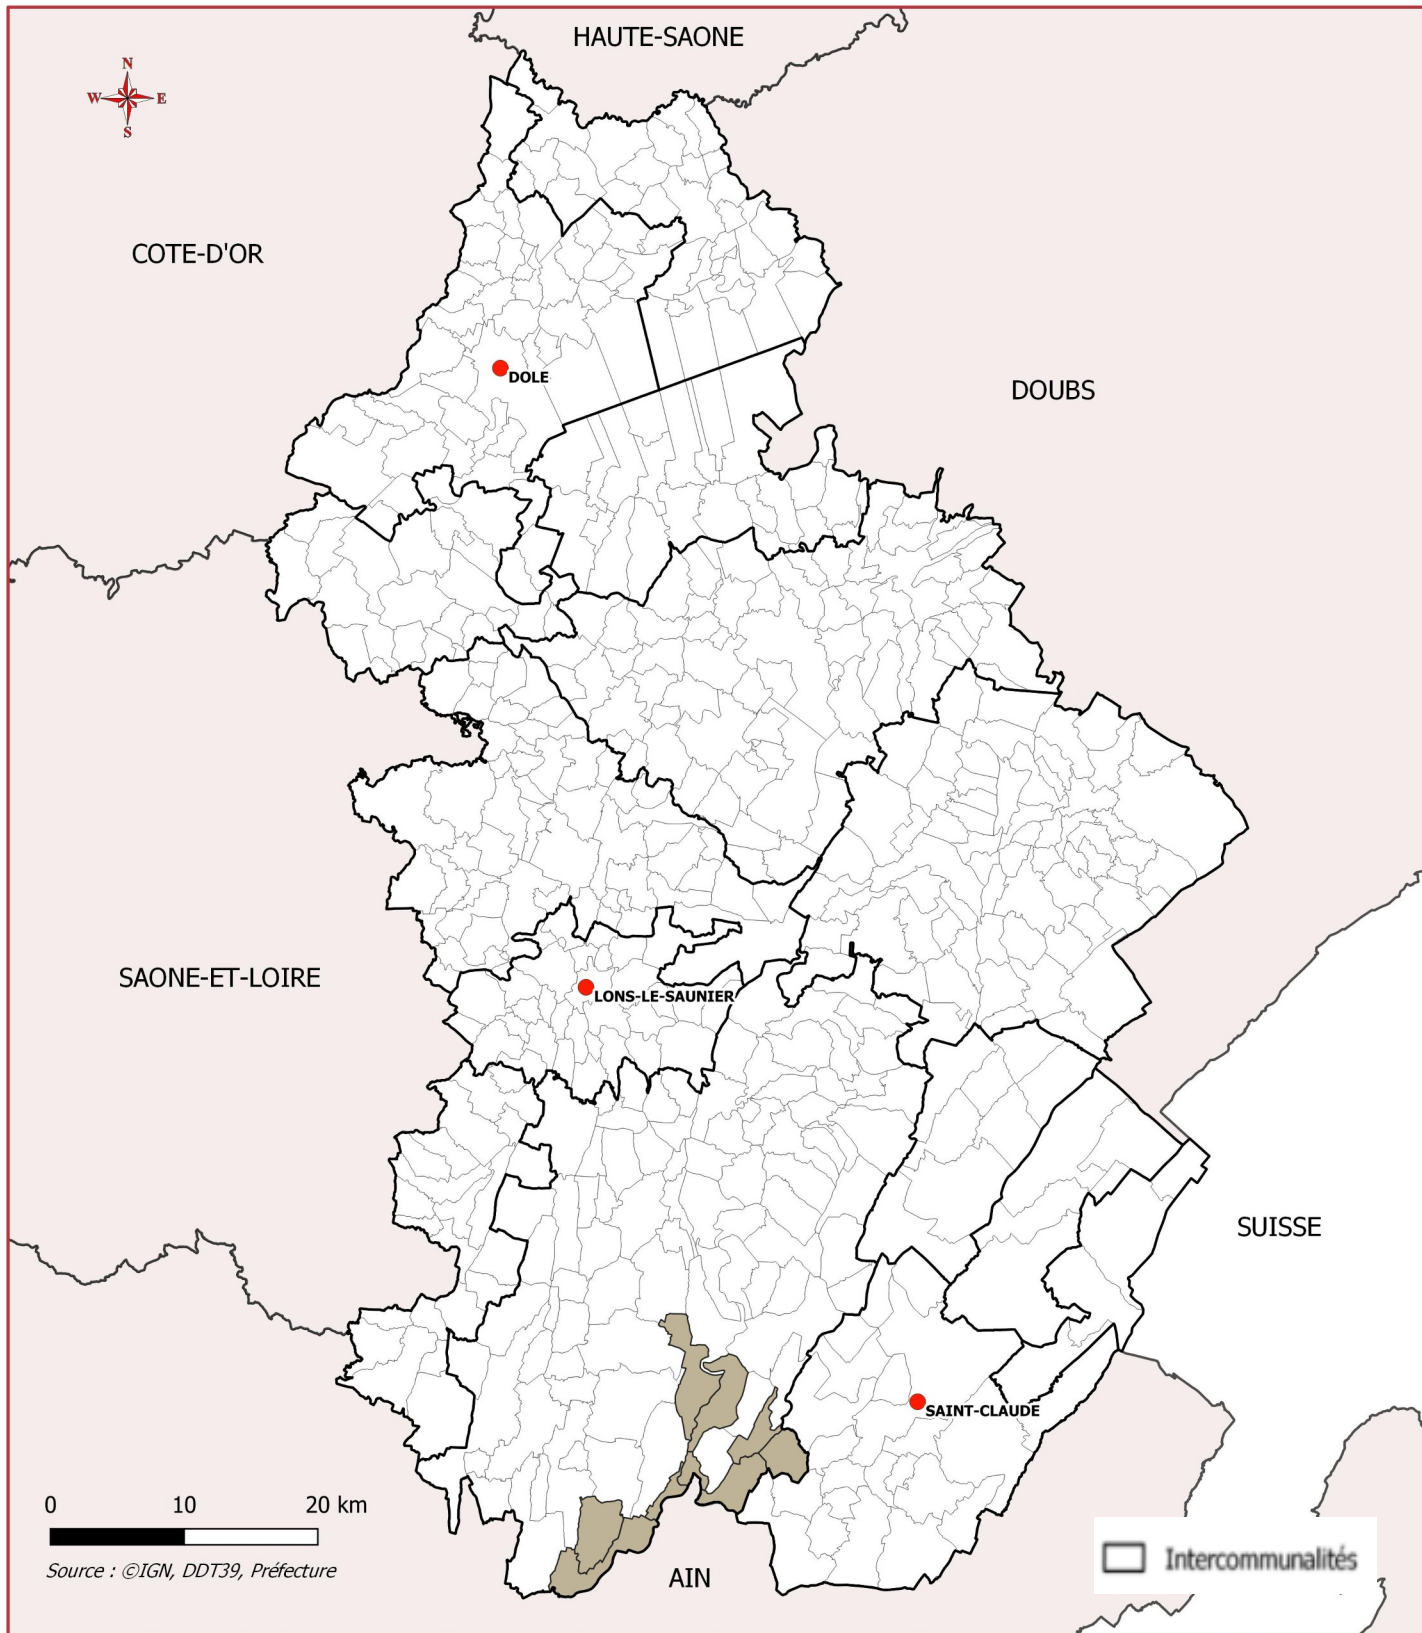 HAUTE-SAONE
N
W E
S
COTE-D'OR
DOLE
DOUBS
SAONE-ET-LOIRE
LONS-LE-SAUNIER
SUISSE
SAINT-CLAUDE
0 10 20 km
Source : ©IGN, DDT39, Préfecture
AIN
Intercommunalités